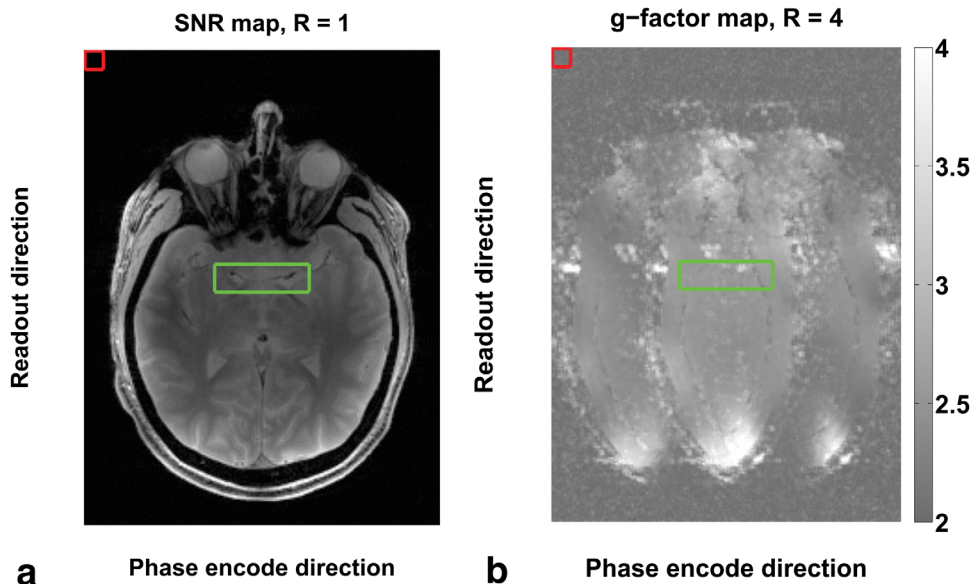 SNR map, R = 1
g−factor map, R = 4
Readout direction
Readout direction
4
3.5
3
2.5
2
a
Phase encode direction
b
Phase encode direction